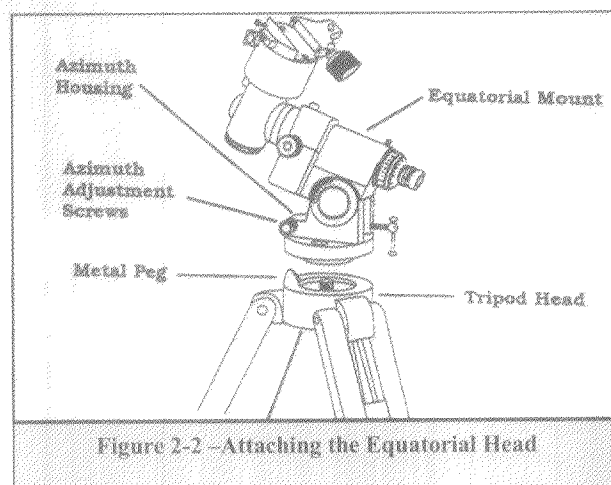 Azimuth
Housing
Equatorial Mount
Azimuth
Adjustment
Screws
Metal Peg
Tripod Head
Figure 2-2 –Attaching the Equatorial Head